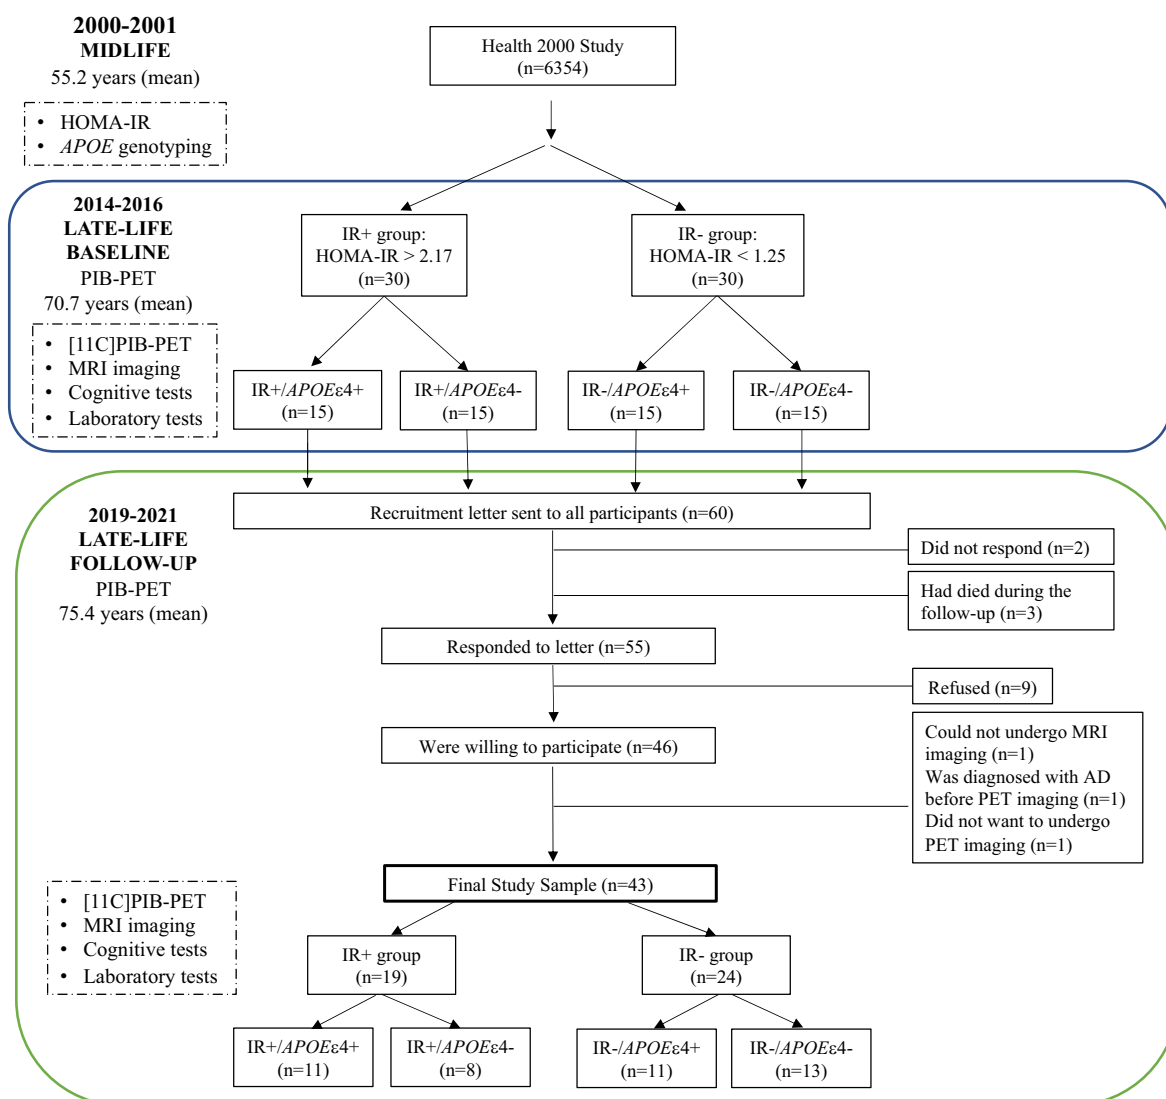 2000-2001
MIDLIFE
55.2 years (mean)
• HOMA-IR
• APOE genotyping
Health 2000 Study
(n=6354)
2014-2016
LATE-LIFE
BASELINE
PIB-PET
70.7 years (mean)
• [11C]PIB-PET
• MRI imaging
• Cognitive tests
• Laboratory tests
IR+ group:
HOMA-IR > 2.17
(n=30)
IR- group:
HOMA-IR < 1.25
(n=30)
IR+/APOEε4+
(n=15)
IR+/APOEε4-
(n=15)
IR-/APOEε4+
(n=15)
IR-/APOEε4-
(n=15)
2019-2021
LATE-LIFE
FOLLOW-UP
PIB-PET
75.4 years (mean)
Recruitment letter sent to all participants (n=60)
Did not respond (n=2)
Had died during the
follow-up (n=3)
Responded to letter (n=55)
Refused (n=9)
Were willing to participate (n=46)
Could not undergo MRI
imaging (n=1)
Was diagnosed with AD
before PET imaging (n=1)
Did not want to undergo
PET imaging (n=1)
Final Study Sample (n=43)
• [11C]PIB-PET
• MRI imaging
• Cognitive tests
• Laboratory tests
IR+ group
(n=19)
IR- group
(n=24)
IR+/APOEε4+
(n=11)
IR+/APOEε4-
(n=8)
IR-/APOEε4+
(n=11)
IR-/APOEε4-
(n=13)